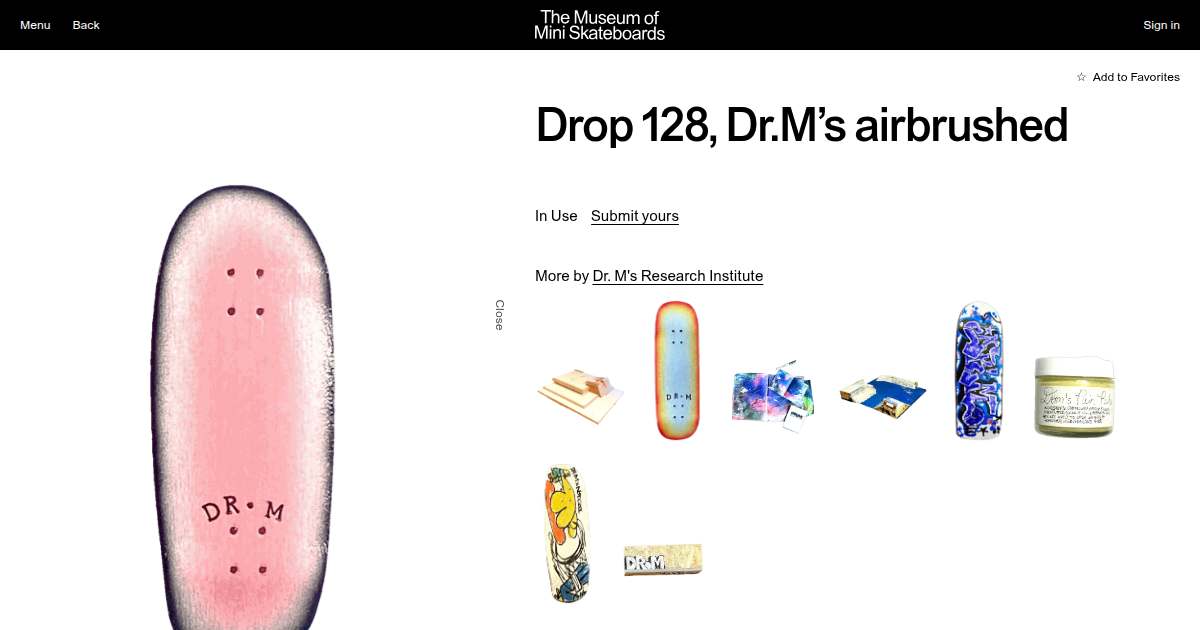 Menu
Back
The Museum of
Mini Skateboards
Sign in
☆ Add to Favorites
Drop 128, Dr.M’s airbrushed
In Use Submit yours
More by Dr. M's Research Institute
Close
DR•M
DR•M
DR.M